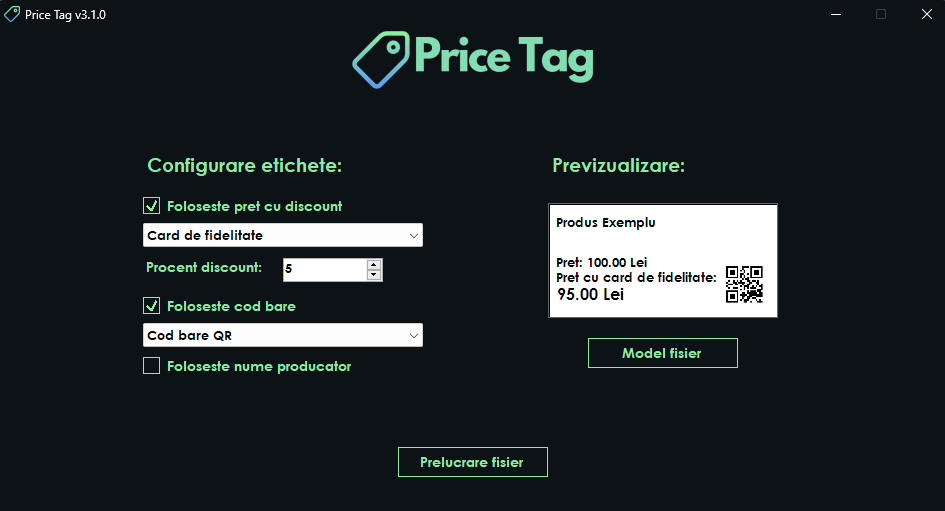 Price Tag v3.1.0
Price Tag
Configurare etichete:
Foloseste pret cu discount
Card de fidelitate
Procent discount:
5
Foloseste cod bare
Cod bare QR
Foloseste nume producator
Previzualizare:
Produs Exemplu
Pret: 100.00 Lei
Pret cu card de fidelitate:
95.00 Lei
Model fisier
Prelucrare fisier